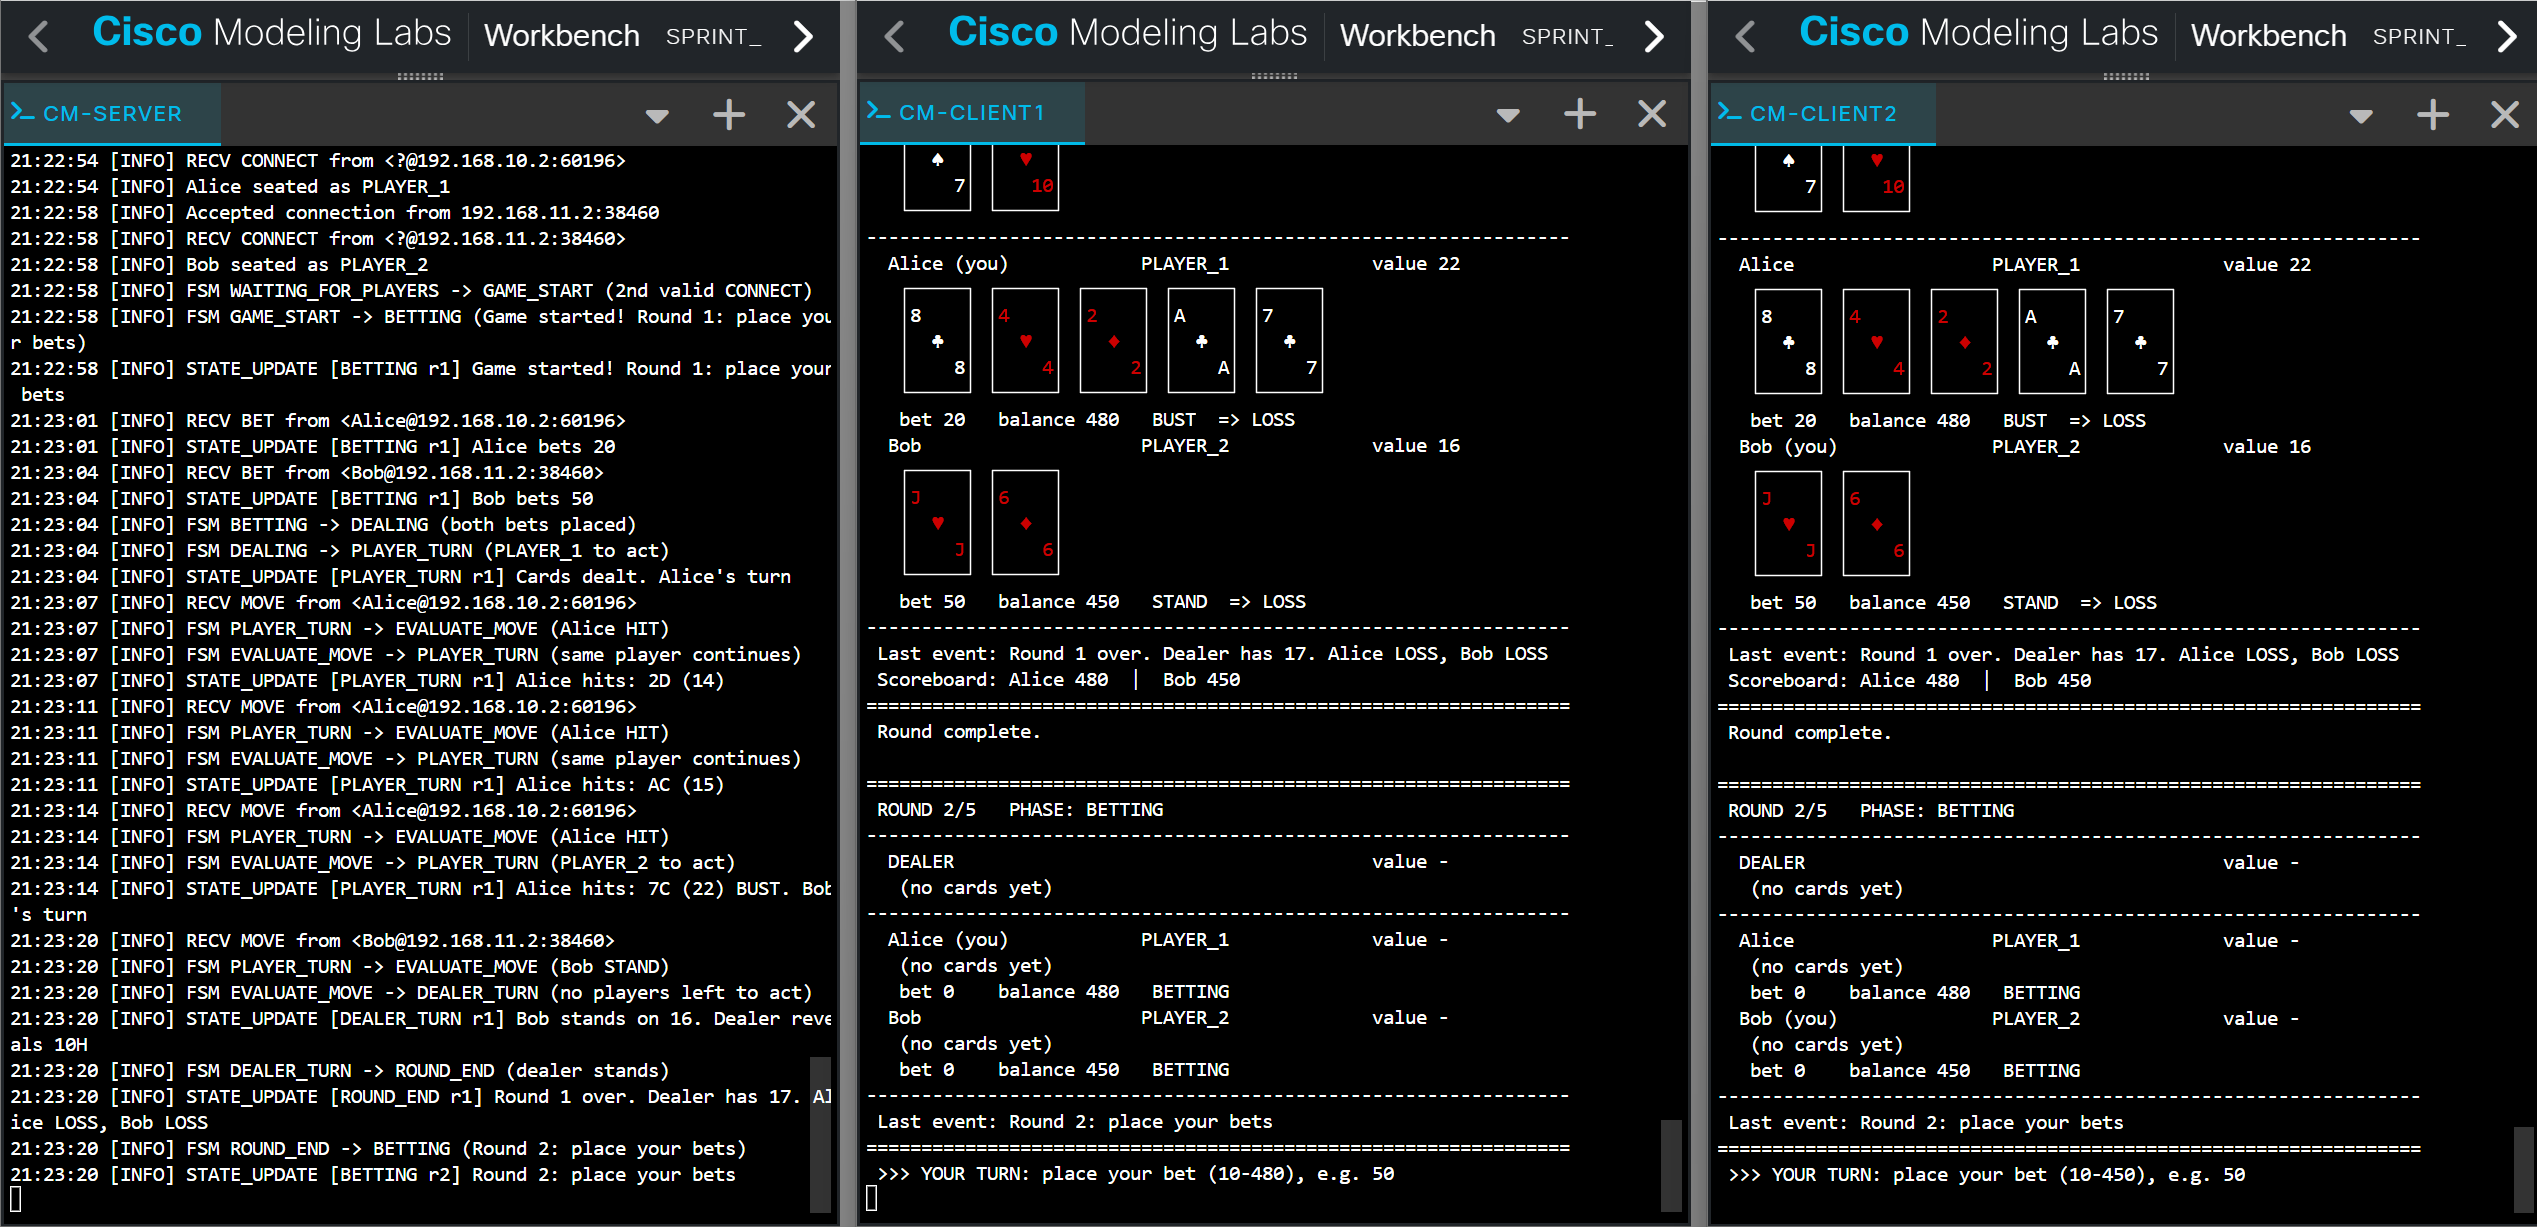 Cisco Modeling Labs Workbench SPRINT_
CM-SERVER
21:22:54 [INFO] RECV CONNECT from <?@192.168.10.2:60196>
21:22:54 [INFO] Alice seated as PLAYER_1
21:22:58 [INFO] Accepted connection from 192.168.11.2:38460
21:22:58 [INFO] RECV CONNECT from <?@192.168.11.2:38460>
21:22:58 [INFO] Bob seated as PLAYER_2
21:22:58 [INFO] FSM WAITING_FOR_PLAYERS -> GAME_START (2nd valid CONNECT)
21:22:58 [INFO] FSM GAME_START -> BETTING (Game started! Round 1: place you
r bets)
21:22:58 [INFO] STATE_UPDATE [BETTING r1] Game started! Round 1: place your
bets
21:23:01 [INFO] RECV BET from <Alice@192.168.10.2:60196>
21:23:01 [INFO] STATE_UPDATE [BETTING r1] Alice bets 20
21:23:04 [INFO] RECV BET from <Bob@192.168.11.2:38460>
21:23:04 [INFO] STATE_UPDATE [BETTING r1] Bob bets 50
21:23:04 [INFO] FSM BETTING -> DEALING (both bets placed)
21:23:04 [INFO] FSM DEALING -> PLAYER_TURN (PLAYER_1 to act)
21:23:04 [INFO] STATE_UPDATE [PLAYER_TURN r1] Cards dealt. Alice's turn
21:23:07 [INFO] RECV MOVE from <Alice@192.168.10.2:60196>
21:23:07 [INFO] FSM PLAYER_TURN -> EVALUATE_MOVE (Alice HIT)
21:23:07 [INFO] FSM EVALUATE_MOVE -> PLAYER_TURN (same player continues)
21:23:07 [INFO] STATE_UPDATE [PLAYER_TURN r1] Alice hits: 2D (14)
21:23:11 [INFO] RECV MOVE from <Alice@192.168.10.2:60196>
21:23:11 [INFO] FSM PLAYER_TURN -> EVALUATE_MOVE (Alice HIT)
21:23:11 [INFO] FSM EVALUATE_MOVE -> PLAYER_TURN (same player continues)
21:23:11 [INFO] STATE_UPDATE [PLAYER_TURN r1] Alice hits: AC (15)
21:23:14 [INFO] RECV MOVE from <Alice@192.168.10.2:60196>
21:23:14 [INFO] FSM PLAYER_TURN -> EVALUATE_MOVE (Alice HIT)
21:23:14 [INFO] FSM EVALUATE_MOVE -> PLAYER_TURN (PLAYER_2 to act)
21:23:14 [INFO] STATE_UPDATE [PLAYER_TURN r1] Alice hits: 7C (22) BUST. Bob
's turn
21:23:20 [INFO] RECV MOVE from <Bob@192.168.11.2:38460>
21:23:20 [INFO] FSM PLAYER_TURN -> EVALUATE_MOVE (Bob STAND)
21:23:20 [INFO] FSM EVALUATE_MOVE -> DEALER_TURN (no players left to act)
21:23:20 [INFO] STATE_UPDATE [DEALER_TURN r1] Bob stands on 16. Dealer reve
als 10H
21:23:20 [INFO] FSM DEALER_TURN -> ROUND_END (dealer stands)
21:23:20 [INFO] STATE_UPDATE [ROUND_END r1] Round 1 over. Dealer has 17. Al
ice LOSS, Bob LOSS
21:23:20 [INFO] FSM ROUND_END -> BETTING (Round 2: place your bets)
21:23:20 [INFO] STATE_UPDATE [BETTING r2] Round 2: place your bets
Cisco Modeling Labs Workbench SPRINT_
CM-CLIENT1
♠ ♥
7 10
----------------------------------------------------------------
Alice (you) PLAYER_1 value 22
8 4 2 A 7
♣ ♥ ♦ ♣ ♣
8 4 2 A 7
bet 20 balance 480 BUST => LOSS
Bob PLAYER_2 value 16
J 6
♥ ♦
J 6
bet 50 balance 450 STAND => LOSS
----------------------------------------------------------------
Last event: Round 1 over. Dealer has 17. Alice LOSS, Bob LOSS
Scoreboard: Alice 480 | Bob 450
================================================================
Round complete.
================================================================
ROUND 2/5 PHASE: BETTING
----------------------------------------------------------------
DEALER value -
(no cards yet)
----------------------------------------------------------------
Alice (you) PLAYER_1 value -
(no cards yet)
bet 0 balance 480 BETTING
Bob PLAYER_2 value -
(no cards yet)
bet 0 balance 450 BETTING
----------------------------------------------------------------
Last event: Round 2: place your bets
================================================================
>>> YOUR TURN: place your bet (10-480), e.g. 50
Cisco Modeling Labs Workbench SPRINT_
CM-CLIENT2
♠ ♥
7 10
----------------------------------------------------------------
Alice PLAYER_1 value 22
8 4 2 A 7
♣ ♥ ♦ ♣ ♣
8 4 2 A 7
bet 20 balance 480 BUST => LOSS
Bob (you) PLAYER_2 value 16
J 6
♥ ♦
J 6
bet 50 balance 450 STAND => LOSS
----------------------------------------------------------------
Last event: Round 1 over. Dealer has 17. Alice LOSS, Bob LOSS
Scoreboard: Alice 480 | Bob 450
================================================================
Round complete.
================================================================
ROUND 2/5 PHASE: BETTING
----------------------------------------------------------------
DEALER value -
(no cards yet)
----------------------------------------------------------------
Alice PLAYER_1 value -
(no cards yet)
bet 0 balance 480 BETTING
Bob (you) PLAYER_2 value -
(no cards yet)
bet 0 balance 450 BETTING
----------------------------------------------------------------
Last event: Round 2: place your bets
================================================================
>>> YOUR TURN: place your bet (10-450), e.g. 50